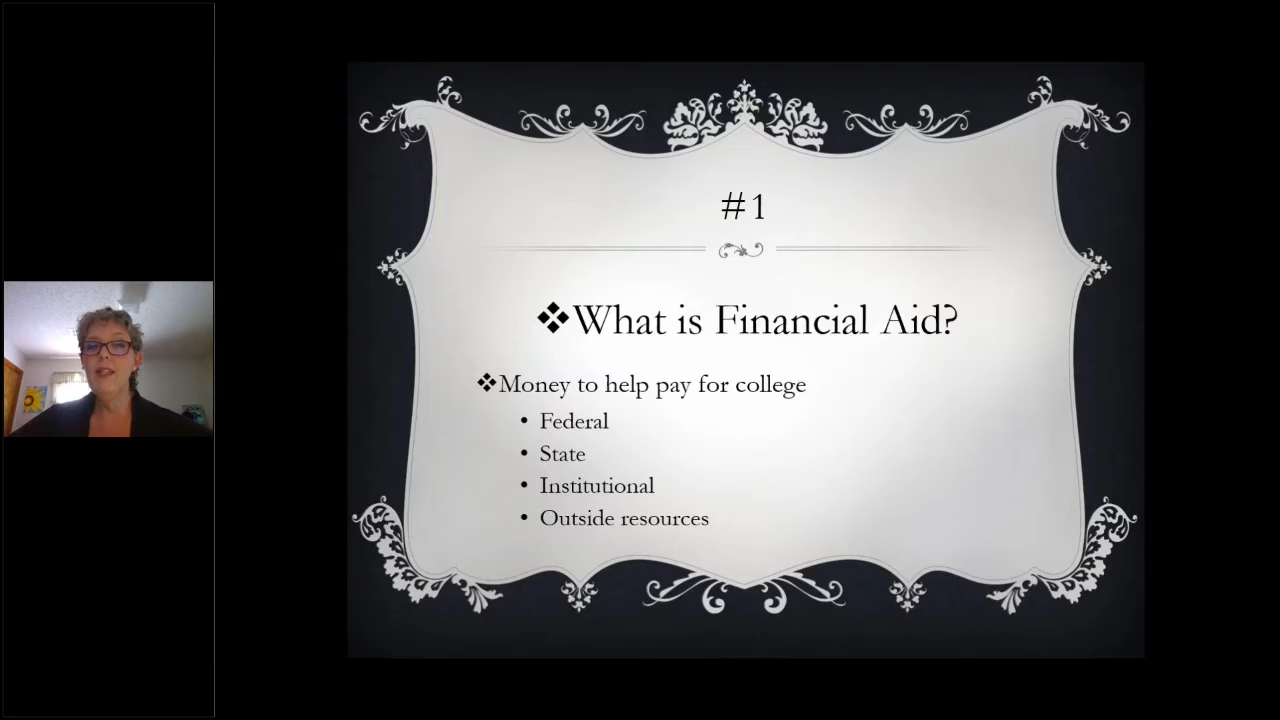 #1
❖What is Financial Aid?
❖Money to help pay for college
• Federal
• State
• Institutional
• Outside resources